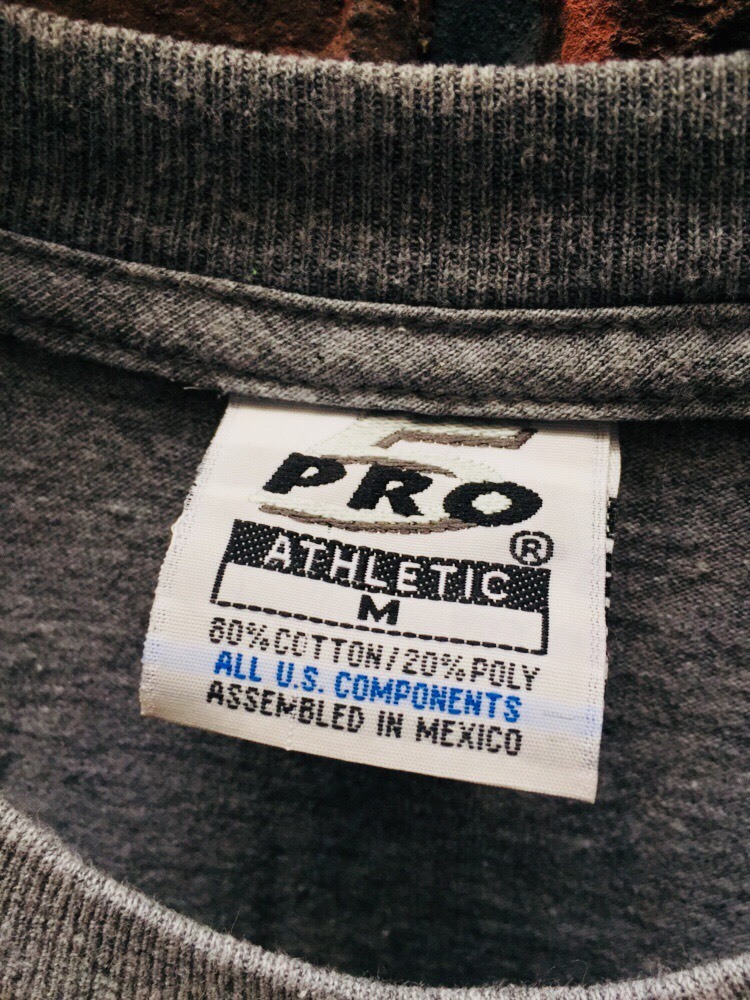 PRO
®
ATHLETIC
M
80% COTTON/20% POLY
ALL U.S. COMPONENTS
ASSEMBLED IN MEXICO